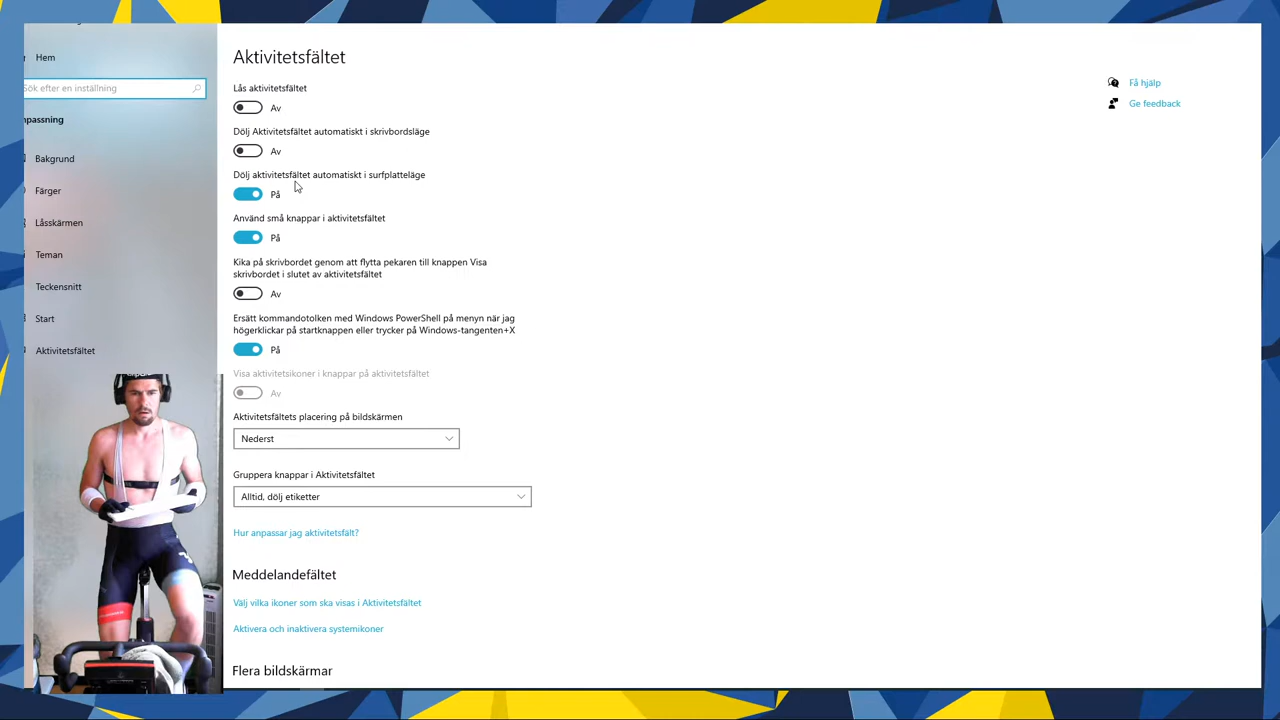 Hem
Sök efter en inställning
npassning
Bakgrund
Färger
Låsskärmen
Teman
Teckensnitt
Start
Aktivitetsfältet
Aktivitetsfältet
Lås aktivitetsfältet
Av
Dölj Aktivitetsfältet automatiskt i skrivbordsläge
Av
Dölj aktivitetsfältet automatiskt i surfplatteläge
På
Använd små knappar i aktivitetsfältet
På
Kika på skrivbordet genom att flytta pekaren till knappen Visa
skrivbordet i slutet av aktivitetsfältet
Av
Ersätt kommandotolken med Windows PowerShell på menyn när jag
högerklickar på startknappen eller trycker på Windows-tangenten+X
På
Visa aktivitetsikoner i knappar på aktivitetsfältet
Av
Aktivitetsfältets placering på bildskärmen
Nederst
Gruppera knappar i Aktivitetsfältet
Alltid, dölj etiketter
Hur anpassar jag aktivitetsfält?
Meddelandefältet
Välj vilka ikoner som ska visas i Aktivitetsfältet
Aktivera och inaktivera systemikoner
Flera bildskärmar
Få hjälp
Ge feedback